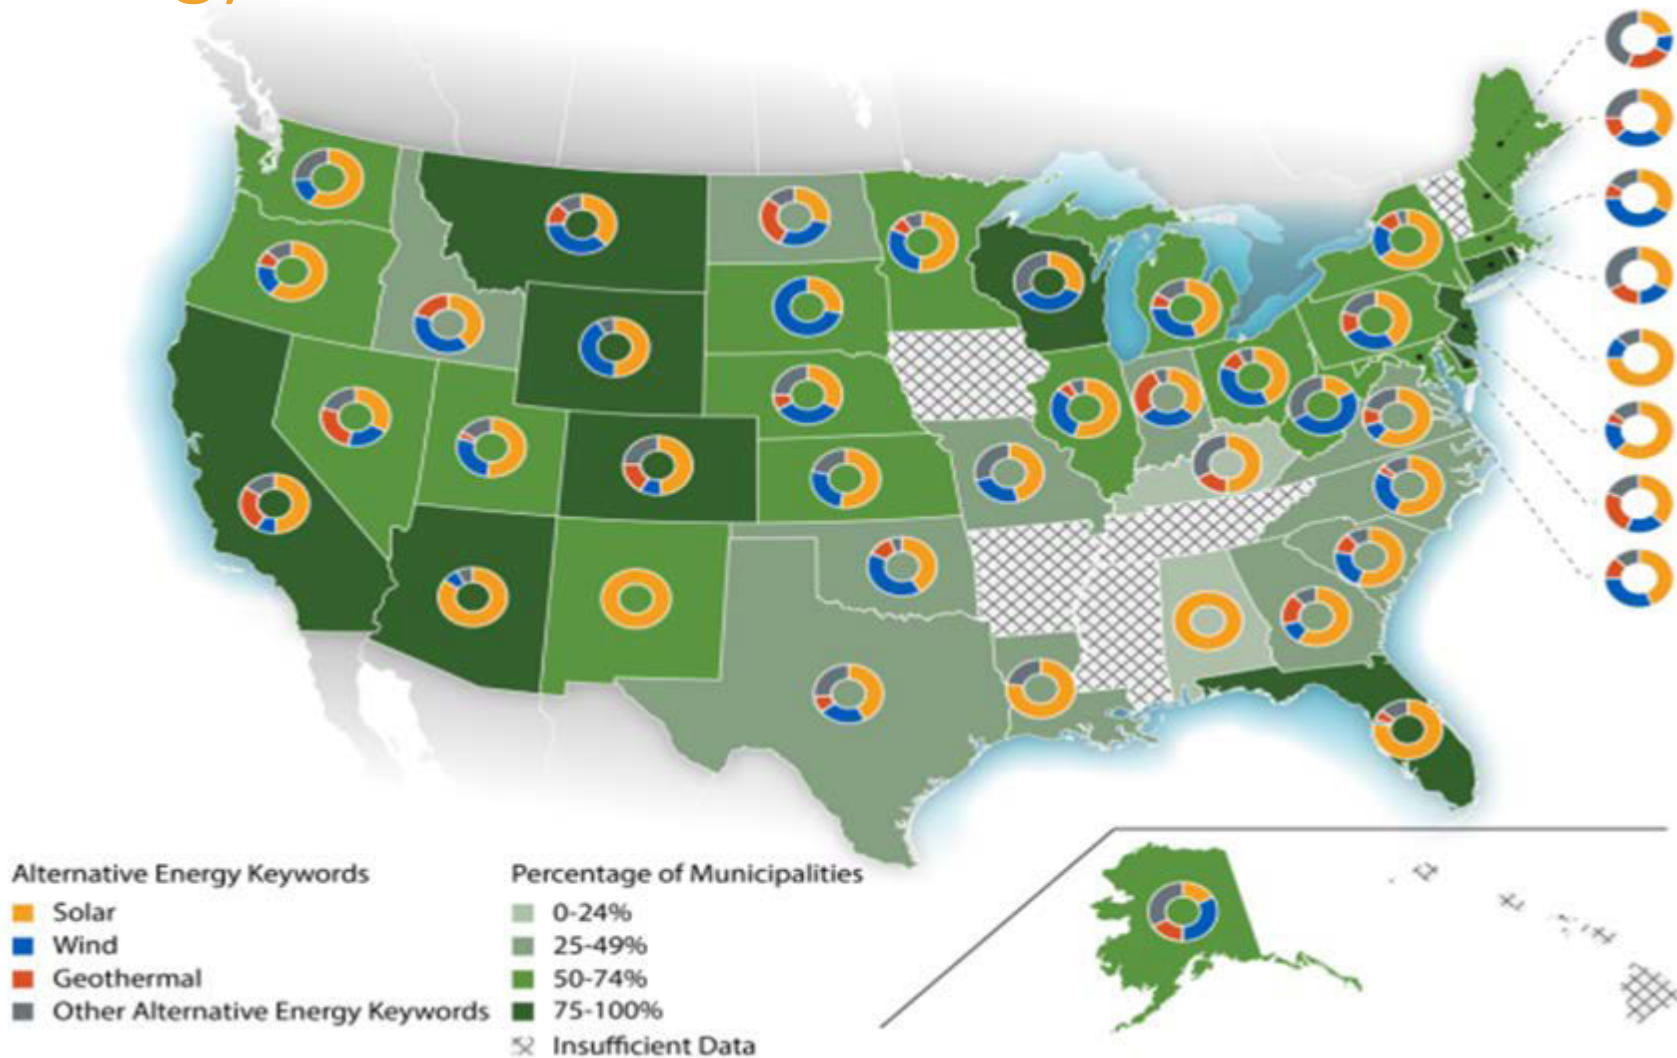 Alternative Energy Keywords
Solar
Wind
Geothermal
Other Alternative Energy Keywords
Percentage of Municipalities
0-24%
25-49%
50-74%
75-100%
Insufficient Data